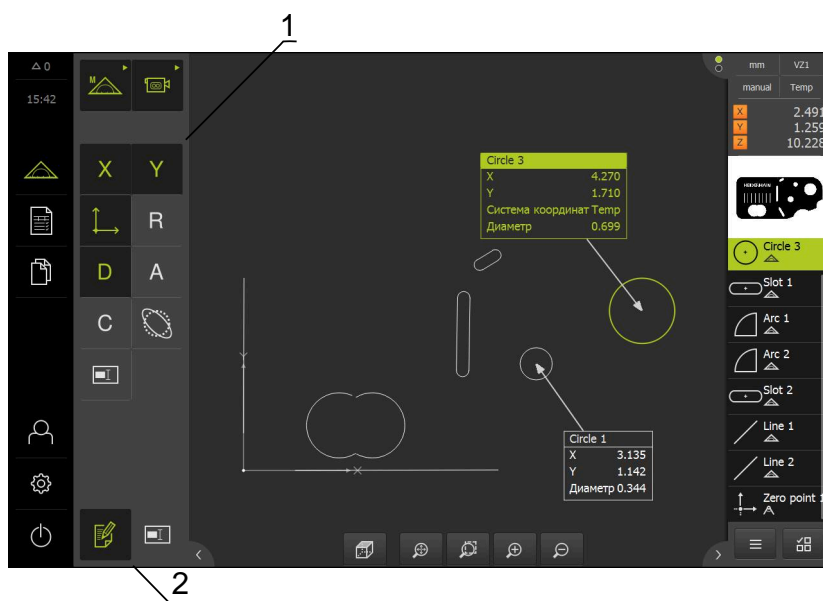 1
△ 0
15:42
M
X Y
R
D A
C
mm VZ1
manual Temp
X 2.491
Y 1.259
Z 10.228
HEIDENHAIN
Circle 3
X 4.270
Y 1.710
Система координат Temp
Диаметр 0.699
Circle 3
Slot 1
Arc 1
Arc 2
Slot 2
Line 1
Line 2
Zero point 1
Y
X
Circle 1
X 3.135
Y 1.142
Диаметр 0.344
2